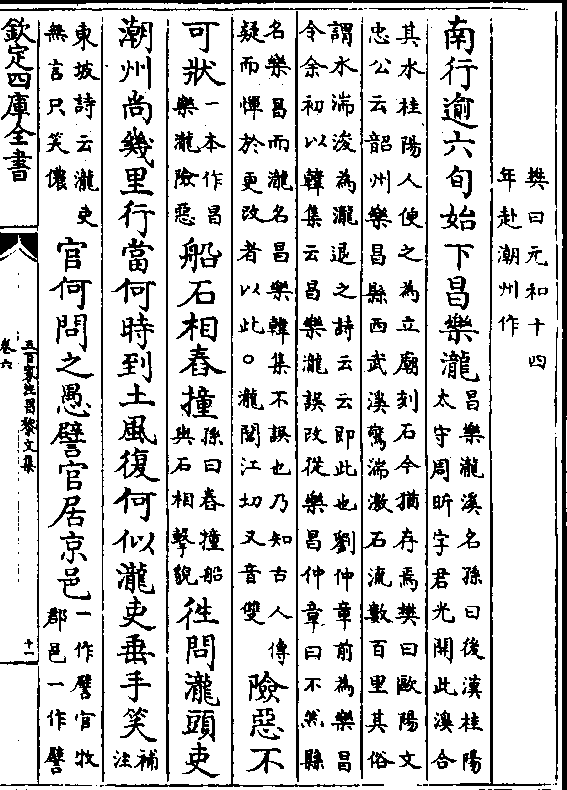 樊曰元和十四
年赴潮州作
南行逾六旬始下昌樂瀧
昌樂瀧溪名孫曰後漢桂陽
太守周昕字君光開此溪合
其水桂陽人便之為立廟刻石今猶存焉樊曰歐陽文
忠公云韶州樂昌縣西武溪驚湍激石流數百里其俗
謂水湍浚為瀧退之詩云云即此也劉仲章前為樂昌
令余初以韓集云昌樂瀧誤改從樂昌仲章曰不然縣
名樂昌而瀧名昌樂韓集不誤也乃知古人傳
疑而憚於更改者以此○瀧閭江切又音雙
險惡不
可狀
一本作昌
樂瀧險惡
船石相舂撞
孫曰舂撞船
與石相擊貌
往問瀧頭吏
潮州尚幾里行當何時到土風復何似瀧吏垂手笑
補
注
東坡詩云瀧吏
無言只笑儂
官何問之愚譬官居京邑
一作譬官牧
郡邑一作譬
欽定四庫全書
五百家注昌黎文集
卷六
十一